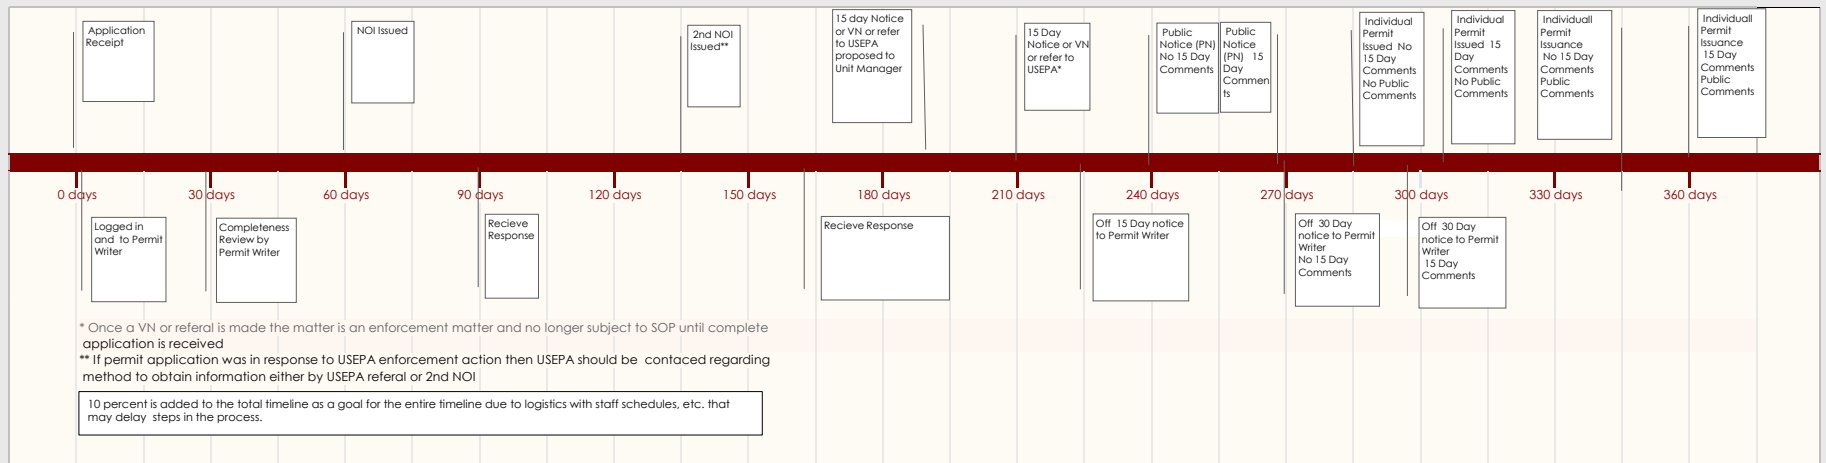 Application
Receipt
NOI Issued
2nd NOI
Issued**
15 day Notice
or VN or refer
to USEPA
proposed to
Unit Manager
15 Day
Notice or VN
or refer to
USEPA*
Public
Notice (PN)
No 15 Day
Comments
Public
Notice
(PN)   15
Day
Commen
ts
Individual
Permit
Issued  No
15 Day
Comments
No Public
Comments
Individual
Permit
Issued  15
Day
Comments
No Public
Comments
Individuall
Permit
Issuance
No 15 Day
Comments
Public
Comments
Individuall
Permit
Issuance
15 Day
Comments
Public
Comments
0 days
30 days
60 days
90 days
120 days
150 days
180 days
210 days
240 days
270 days
300 days
330 days
360 days
Logged in
and  to Permit
Writer
Completeness
Review by
Permit Writer
Recieve
Response
Recieve Response
Off  15 Day notice
to Permit Writer
Off  30 Day
notice to Permit
Writer
No 15 Day
Comments
Off  30 Day
notice to Permit
Writer
15 Day
Comments
* Once a VN or referal is made the matter is an enforcement matter and no longer subject to SOP until complete
application is received
** If permit application was in response to USEPA enforcement action then USEPA should be  contaced regarding
method to obtain information either by USEPA referral or 2nd NOI
10 percent is added to the total timeline as a goal for the entire timeline due to logistics with staff schedules, etc. that
may delay  steps in the process.